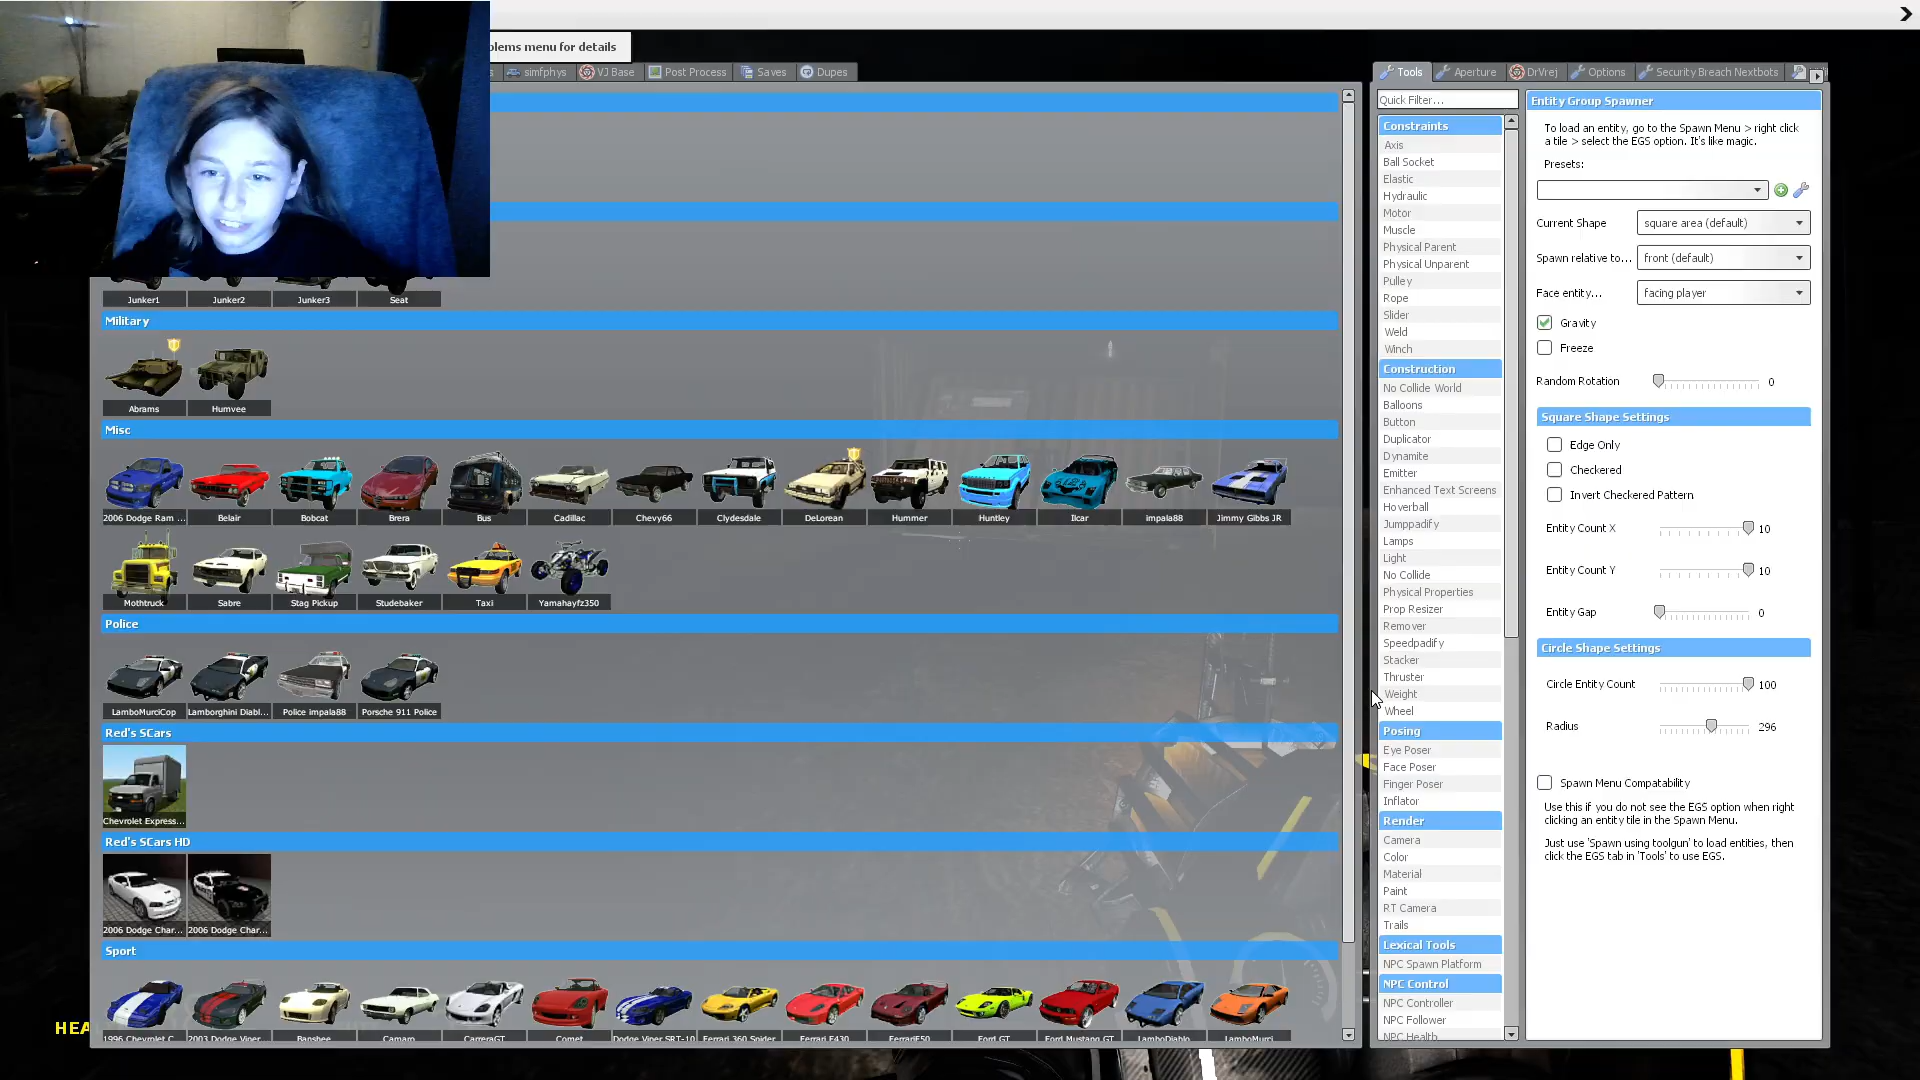 blems menu for details
simfphys VJ Base Post Process Saves Dupes
Tools Aperture DrVrej Options Security Breach Nextbots
Quick Filter...
Constraints
Axis
Ball Socket
Elastic
Hydraulic
Motor
Muscle
Physical Parent
Physical Unparent
Pulley
Rope
Slider
Weld
Winch
Construction
No Collide World
Balloons
Button
Duplicator
Dynamite
Emitter
Enhanced Text Screens
Hoverball
Jumppadify
Lamps
Light
No Collide
Physical Properties
Prop Resizer
Remover
Speedpadify
Stacker
Thruster
Weight
Wheel
Posing
Eye Poser
Face Poser
Finger Poser
Inflator
Render
Camera
Color
Material
Paint
RT Camera
Trails
Lexical Tools
NPC Spawn Platform
NPC Control
NPC Controller
NPC Follower
NPC Health
Entity Group Spawner
To load an entity, go to the Spawn Menu > right click
a tile > select the EGS option. It's like magic.
Presets:
Current Shape square area (default)
Spawn relative to... front (default)
Face entity... facing player
Gravity
Freeze
Random Rotation 0
Square Shape Settings
Edge Only
Checkered
Invert Checkered Pattern
Entity Count X 10
Entity Count Y 10
Entity Gap 0
Circle Shape Settings
Circle Entity Count 100
Radius 296
Spawn Menu Compatability
Use this if you do not see the EGS option when right
clicking an entity tile in the Spawn Menu.
Just use 'Spawn using toolgun' to load entities, then
click the EGS tab in 'Tools' to use EGS.
Junker1 Junker2 Junker3 Seat
Military
Abrams Humvee
Misc
2006 Dodge Ram ... Belair Bobcat Brera Bus Cadillac Chevy66 Clydesdale DeLorean Hummer Huntley Ilcar impala88 Jimmy Gibbs JR
Mothtruck Sabre Stag Pickup Studebaker Taxi Yamahayfz350
Police
LamboMurciCop Lamborghini Diabl... Police impala88 Porsche 911 Police
Red's SCars
Chevrolet Express...
Red's SCars HD
2006 Dodge Char... 2006 Dodge Char...
Sport
1996 Chevrolet C... 2003 Dodge Viper... Banshee Camaro CarreraGT Comet Dodge Viper SRT-10 Ferrari 360 Spider Ferrari F430 FerrariF50 Ford GT Ford Mustang GT LamboDiablo LamboMurci
HEA